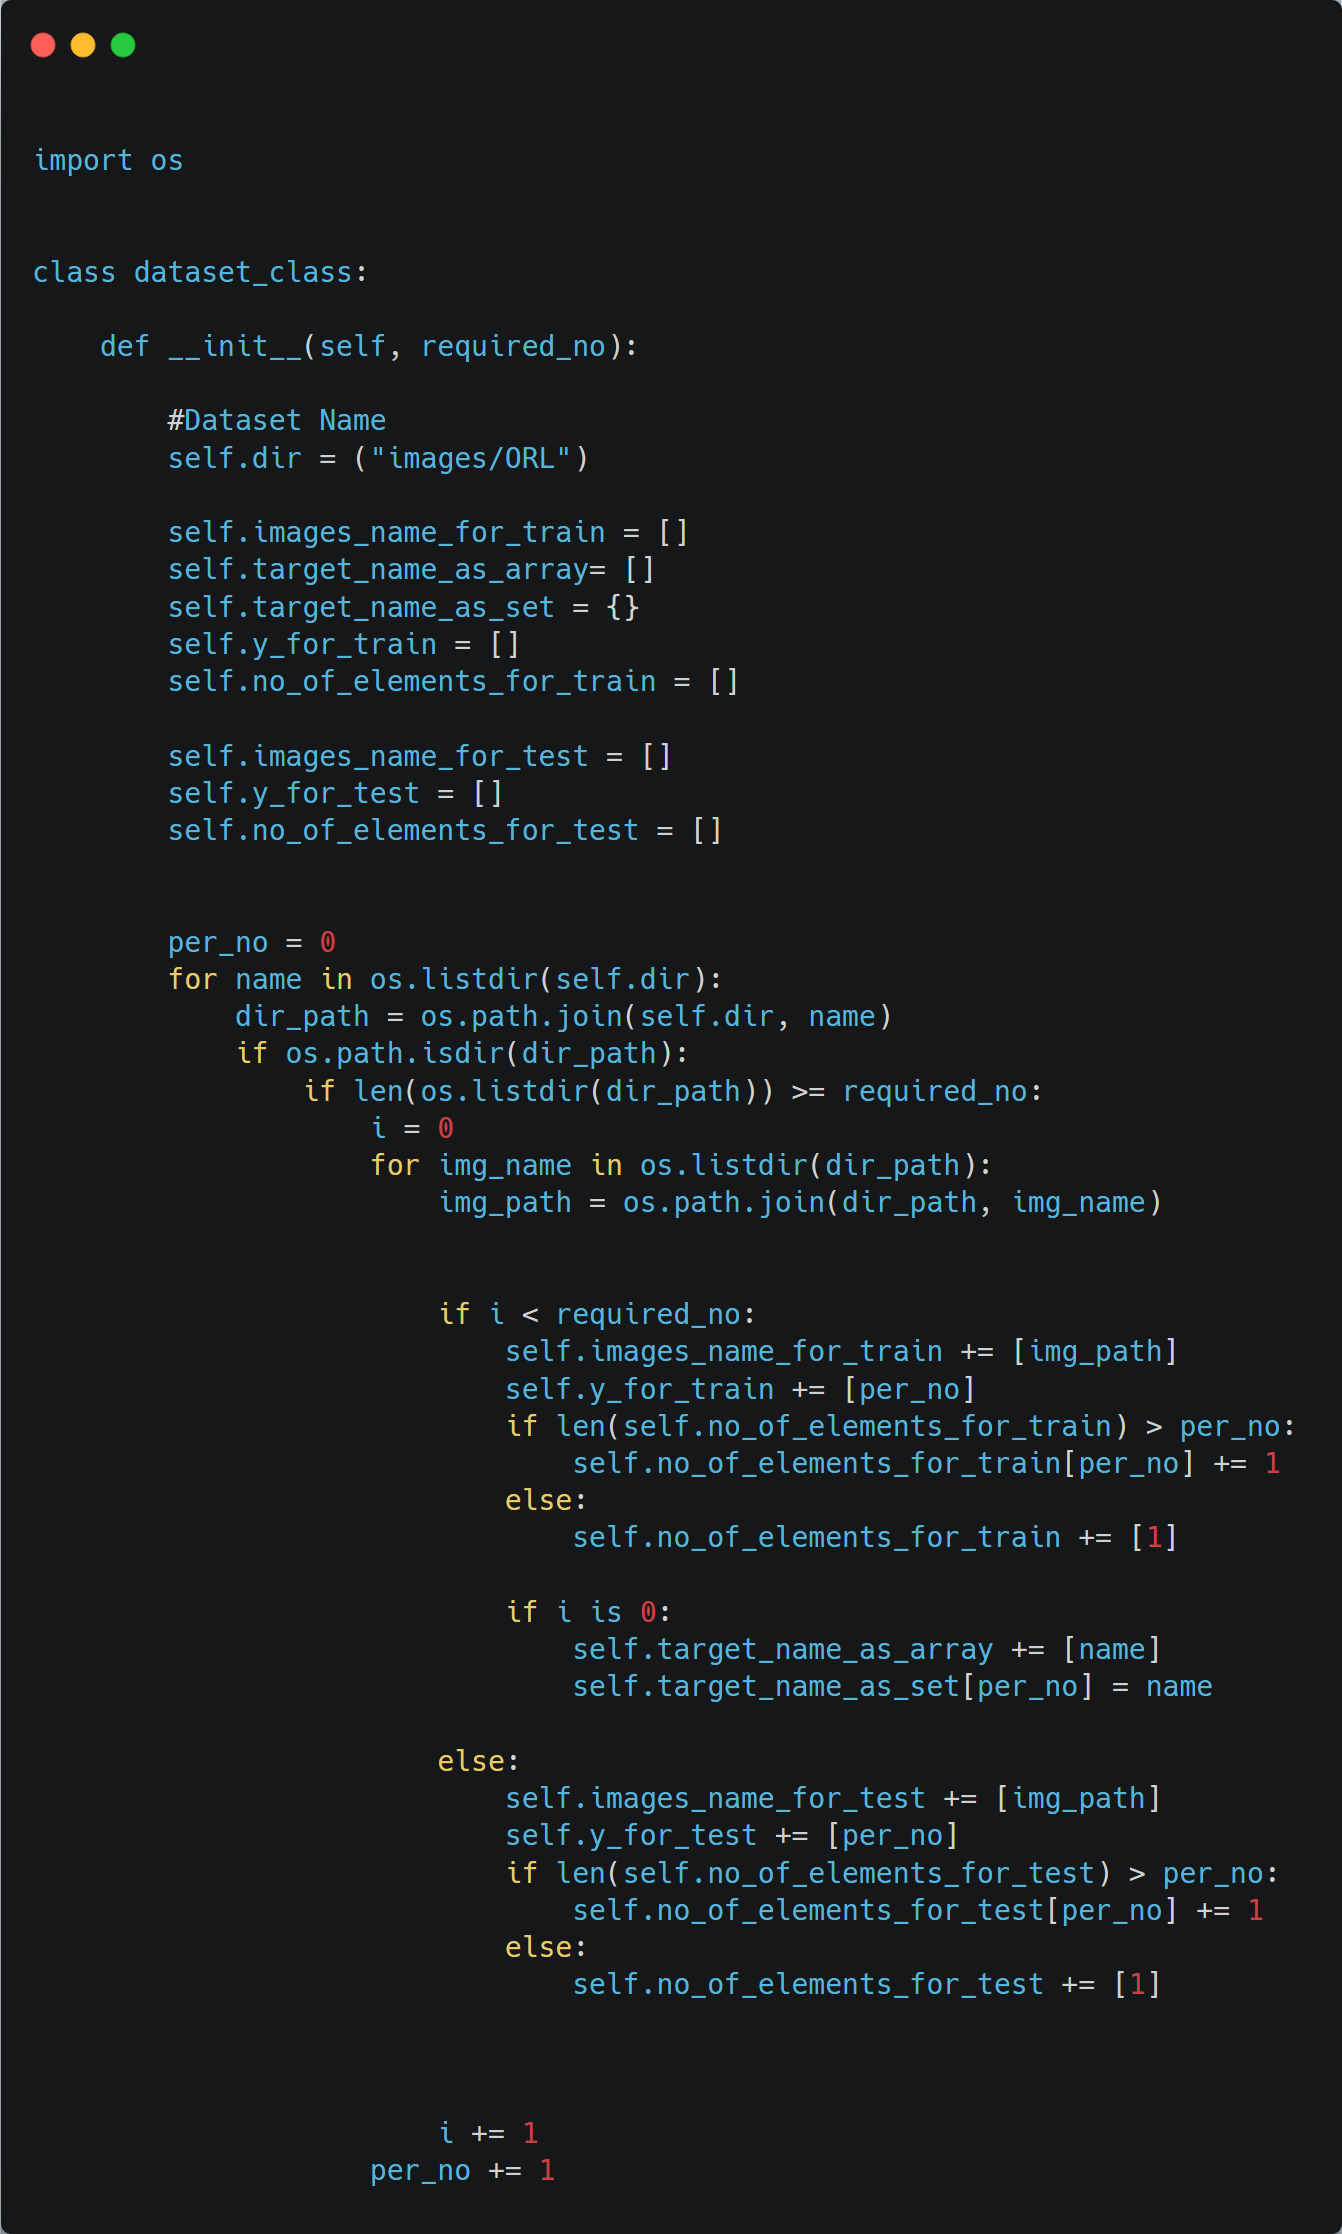 import os
class dataset_class:
    def __init__(self, required_no):
        #Dataset Name
        self.dir = ("images/ORL")
        self.images_name_for_train = []
        self.target_name_as_array= []
        self.target_name_as_set = {}
        self.y_for_train = []
        self.no_of_elements_for_train = []
        self.images_name_for_test = []
        self.y_for_test = []
        self.no_of_elements_for_test = []
        per_no = 0
        for name in os.listdir(self.dir):
            dir_path = os.path.join(self.dir, name)
            if os.path.isdir(dir_path):
                if len(os.listdir(dir_path)) >= required_no:
                    i = 0
                    for img_name in os.listdir(dir_path):
                        img_path = os.path.join(dir_path, img_name)
                        if i < required_no:
                            self.images_name_for_train += [img_path]
                            self.y_for_train += [per_no]
                            if len(self.no_of_elements_for_train) > per_no:
                                self.no_of_elements_for_train[per_no] += 1
                            else:
                                self.no_of_elements_for_train += [1]
                            if i is 0:
                                self.target_name_as_array += [name]
                                self.target_name_as_set[per_no] = name
                        else:
                            self.images_name_for_test += [img_path]
                            self.y_for_test += [per_no]
                            if len(self.no_of_elements_for_test) > per_no:
                                self.no_of_elements_for_test[per_no] += 1
                            else:
                                self.no_of_elements_for_test += [1]
                        i += 1
                    per_no += 1